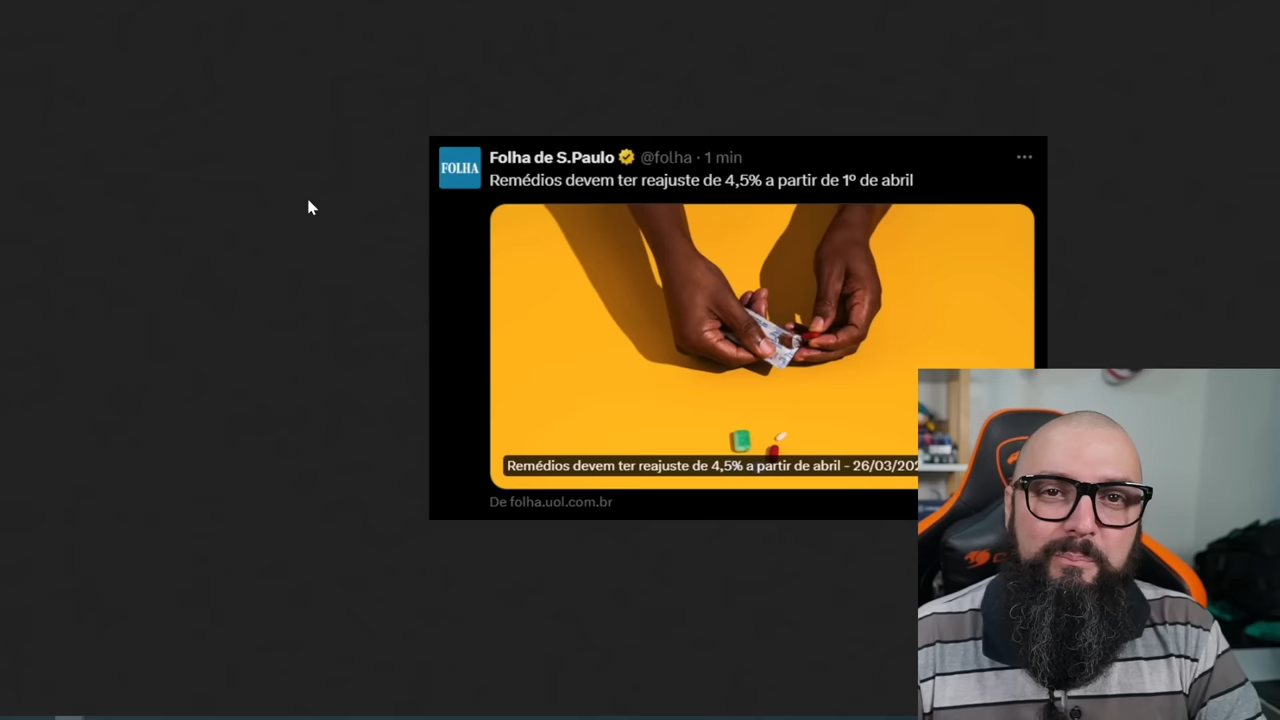 FOLHA
Folha de S.Paulo @folha · 1 min
Remédios devem ter reajuste de 4,5% a partir de 1º de abril
Remédios devem ter reajuste de 4,5% a partir de abril - 26/03/202
De folha.uol.com.br